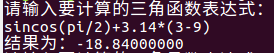 请输入要计算的三角函数表达式:
sincos(pi/2)+3.14*(3-9)
结果为: -18.84000000